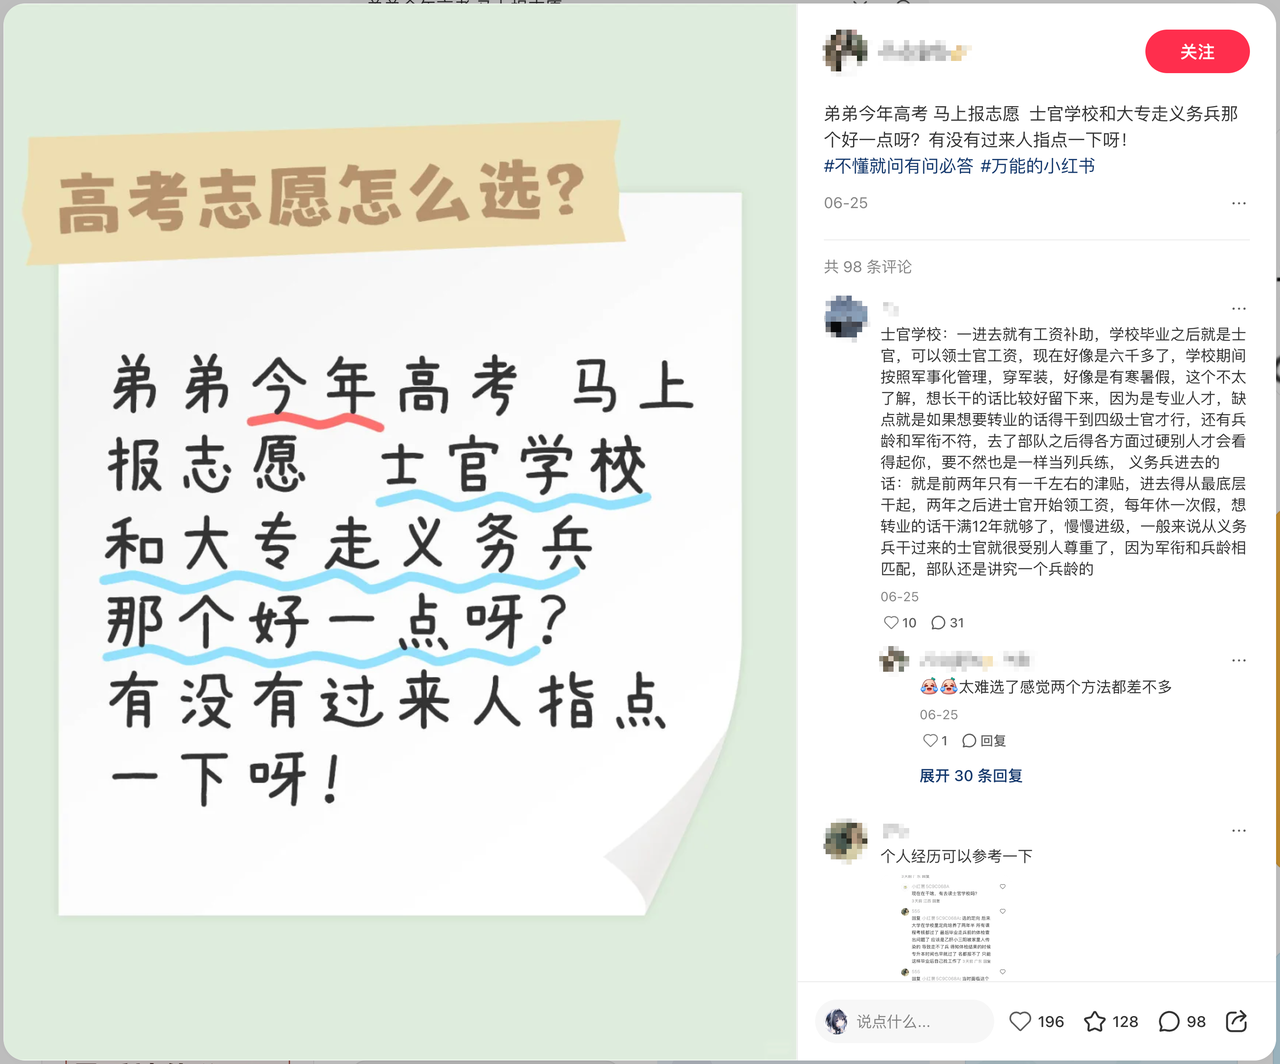 高考志愿怎么选?
弟弟今年高考 马上
报志愿 士官学校
和大专走义务兵
那个好一点呀?
有没有过来人指点
一下呀!
关注
弟弟今年高考 马上报志愿 士官学校和大专走义务兵那
个好一点呀？有没有过来人指点一下呀！
#不懂就问有问必答 #万能的小红书
06-25
共 98 条评论
士官学校：一进去就有工资补助，学校毕业之后就是士
官，可以领士官工资，现在好像是六千多了，学校期间
按照军事化管理，穿军装，好像是有寒暑假，这个不太
了解，想长干的话比较好留下来，因为是专业人才，缺
点就是如果想要转业的话得干到四级士官才行，还有兵
龄和军衔不符，去了部队之后得各方面过硬别人才会看
得起你，要不然也是一样当列兵练， 义务兵进去的
话：就是前两年只有一千左右的津贴，进去得从最底层
干起，两年之后进士官开始领工资，每年休一次假，想
转业的话干满12年就够了，慢慢进级，一般来说从义务
兵干过来的士官就很受别人尊重了，因为军衔和兵龄相
匹配，部队还是讲究一个兵龄的
06-25
10 31
太难选了感觉两个方法都差不多
06-25
1 回复
展开 30 条回复
个人经历可以参考一下
说点什么...
196 128 98